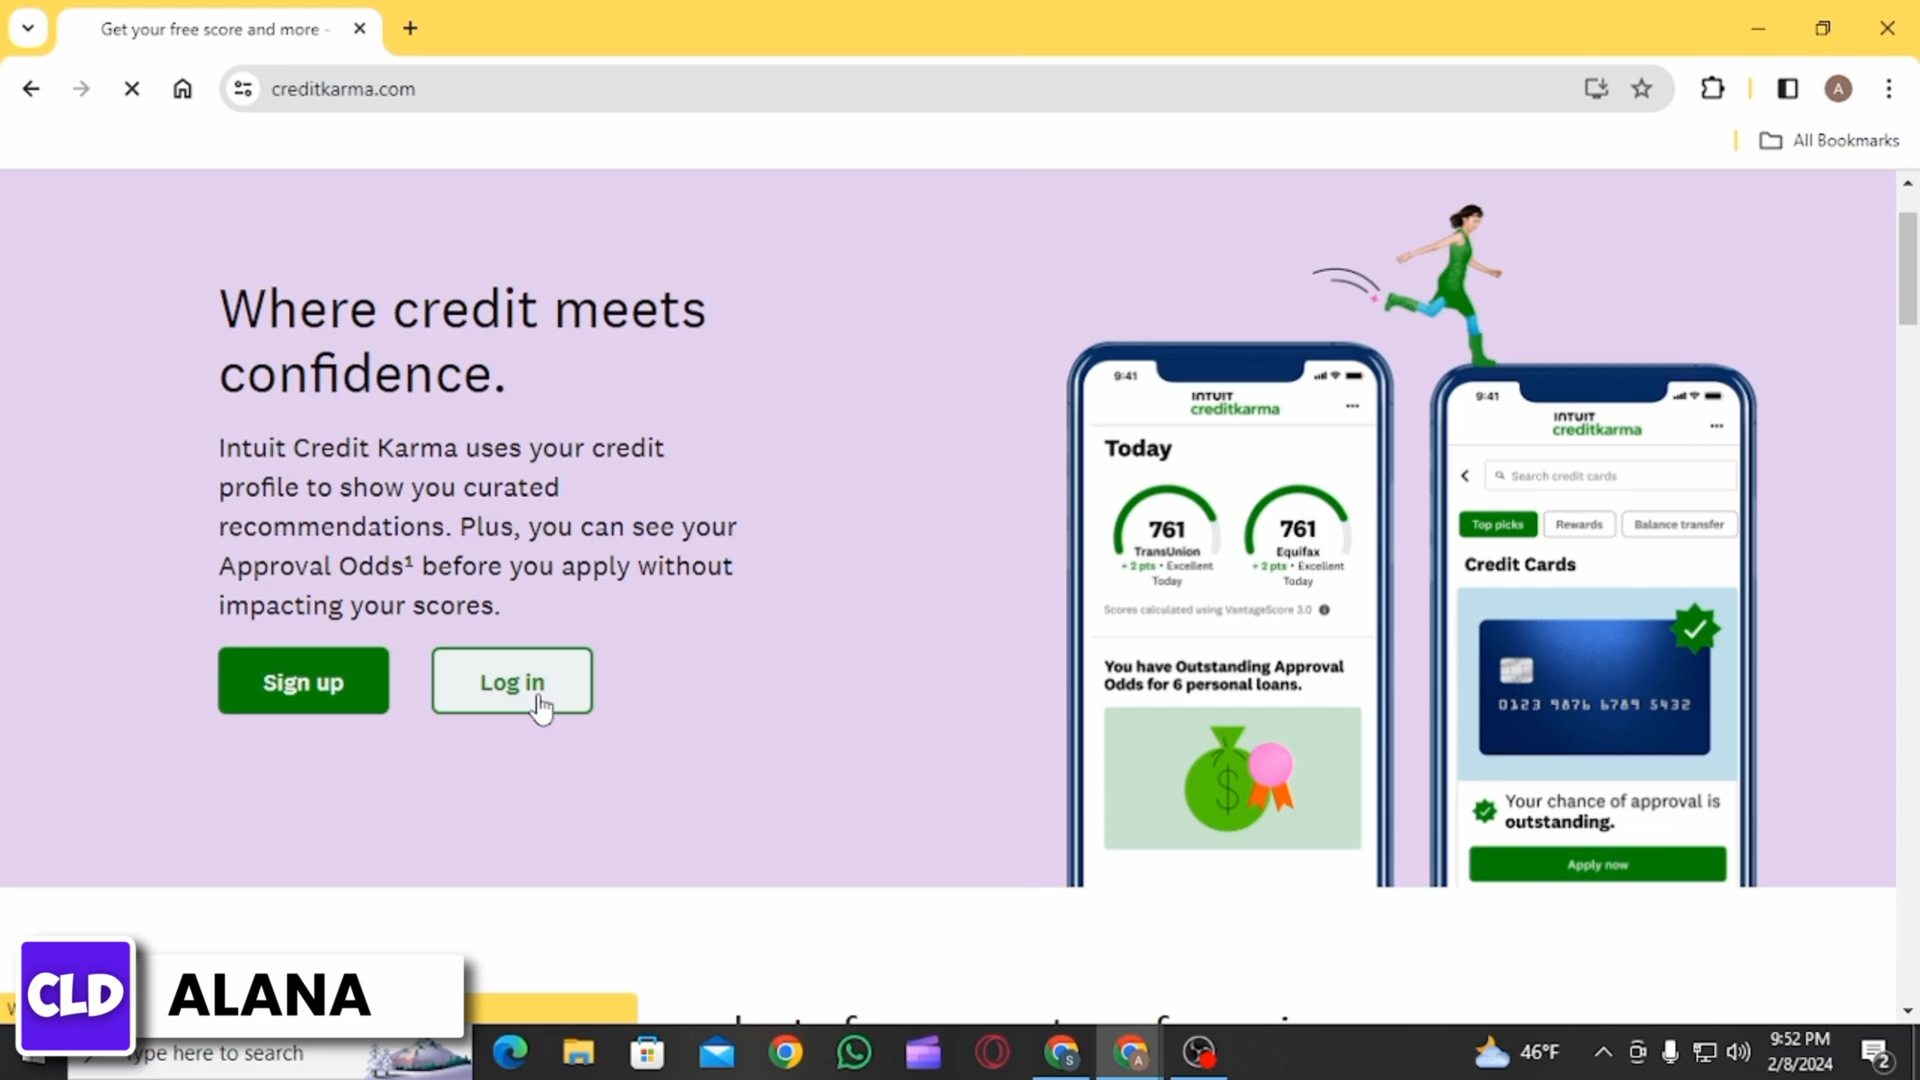 Get your free score and more -
creditkarma.com
A
All Bookmarks
Where credit meets
confidence.
Intuit Credit Karma uses your credit
profile to show you curated
recommendations. Plus, you can see your
Approval Odds¹ before you apply without
impacting your scores.
Sign up
Log in
9:41
INTUIT
creditkarma
Today
761
TransUnion
+ 2 pts • Excellent
Today
761
Equifax
+ 2 pts • Excellent
Today
Scores calculated using VantageScore 3.0
You have Outstanding Approval
Odds for 6 personal loans.
$
9:41
INTUIT
creditkarma
Search credit cards
Top picks
Rewards
Balance transfer
Credit Cards
0123 9876 6789 5432
Your chance of approval is
outstanding.
Apply now
CLD
ALANA
Type here to search
S
A
46°F
9:52 PM
2/8/2024
2